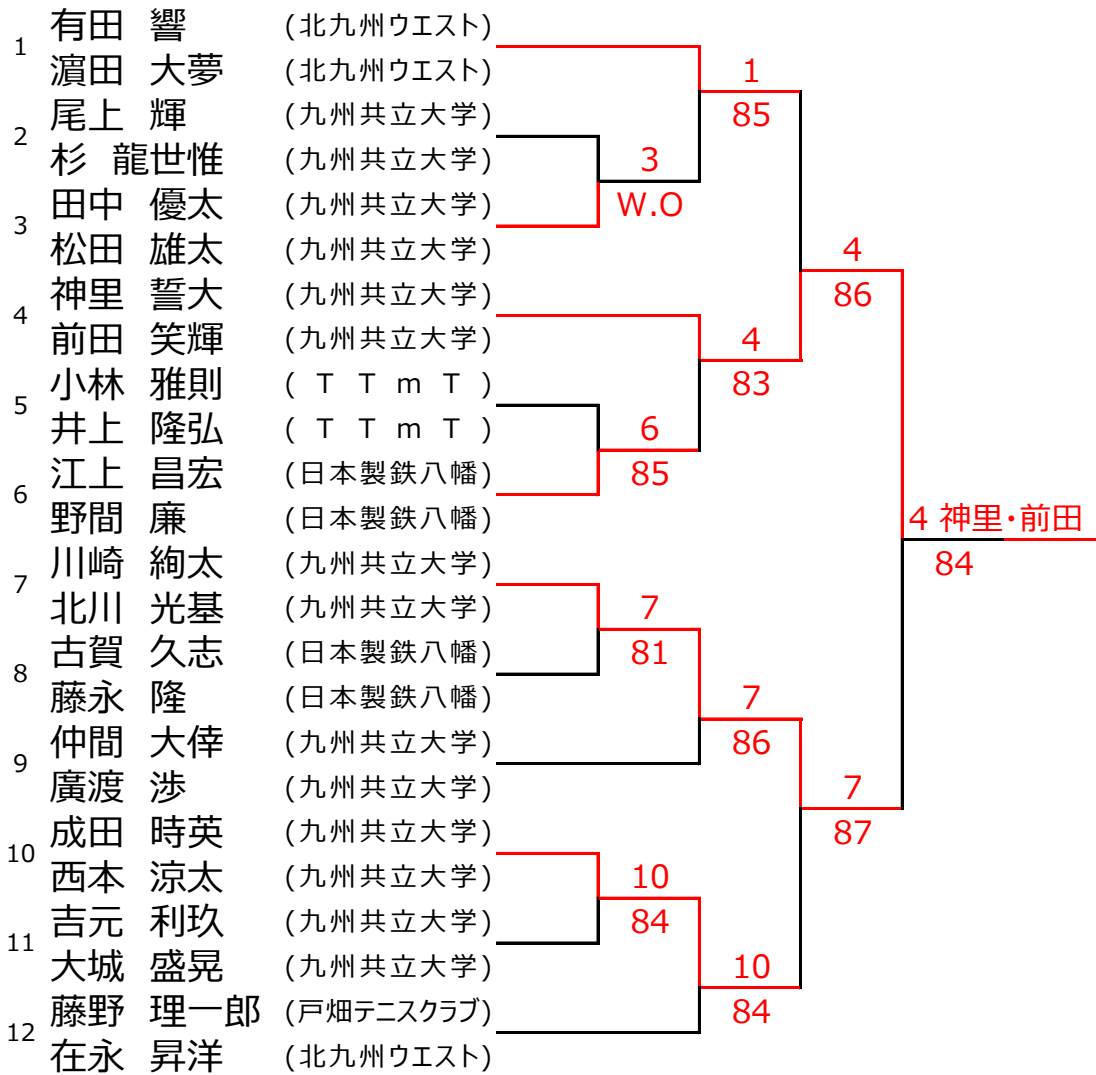 1
有田 響 (北九州ウエスト)
濵田 大夢 (北九州ウエスト)
2
尾上 輝 (九州共立大学)
杉 龍世惟 (九州共立大学)
3
田中 優太 (九州共立大学)
松田 雄太 (九州共立大学)
4
神里 誓大 (九州共立大学)
前田 笑輝 (九州共立大学)
5
小林 雅則 (TTmT)
井上 隆弘 (TTmT)
6
江上 昌宏 (日本製鉄八幡)
野間 廉 (日本製鉄八幡)
7
川崎 絢太 (九州共立大学)
北川 光基 (九州共立大学)
8
古賀 久志 (日本製鉄八幡)
藤永 隆 (日本製鉄八幡)
9
仲間 大倖 (九州共立大学)
廣渡 渉 (九州共立大学)
10
成田 時英 (九州共立大学)
西本 涼太 (九州共立大学)
11
吉元 利玖 (九州共立大学)
大城 盛晃 (九州共立大学)
12
藤野 理一郎 (戸畑テニスクラブ)
在永 昇洋 (北九州ウエスト)
3
W.O
6
85
7
81
10
84
1
85
4
83
7
86
10
84
4
86
7
87
4 神里・前田
84